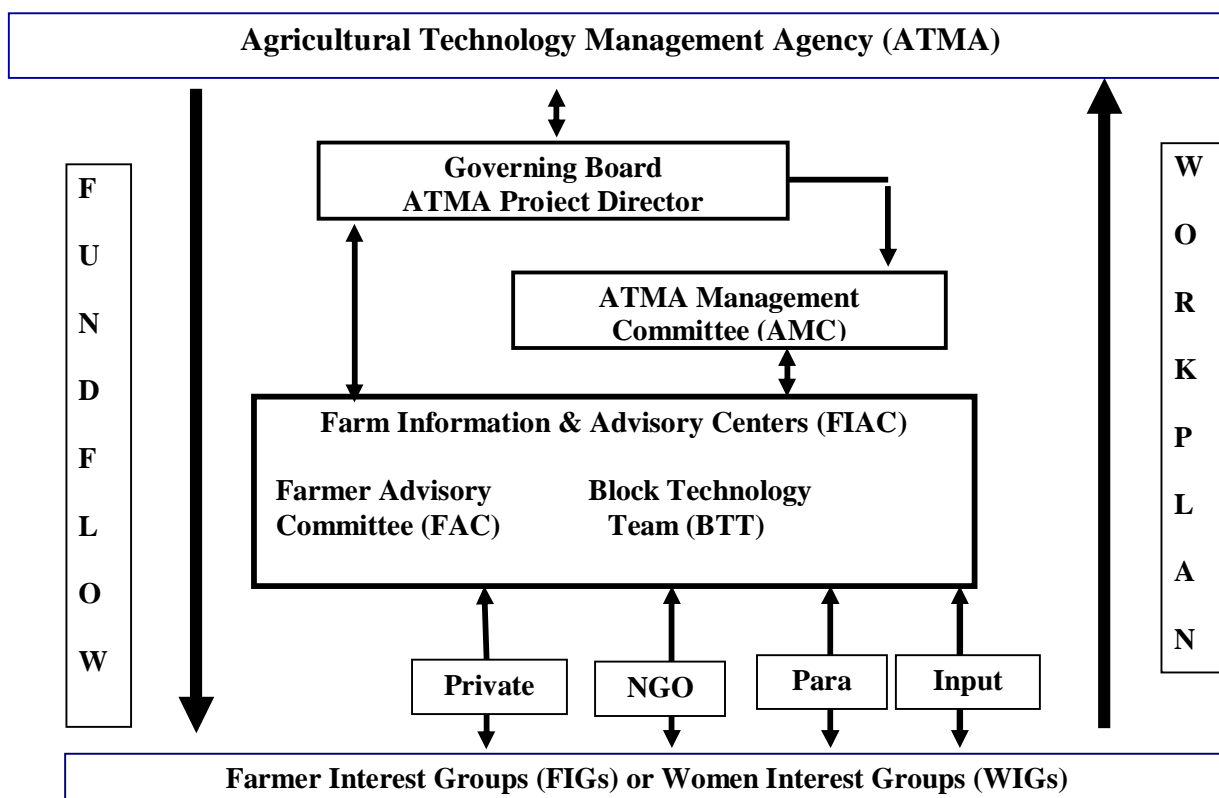 Agricultural Technology Management Agency (ATMA)
F
U
N
D
F
L
O
W
Governing Board
ATMA Project Director
ATMA Management
Committee (AMC)
Farm Information & Advisory Centers (FIAC)
Farmer Advisory
Committee (FAC)
Block Technology
Team (BTT)
Private
NGO
Para
Input
W
O
R
K
P
L
A
N
Farmer Interest Groups (FIGs) or Women Interest Groups (WIGs)